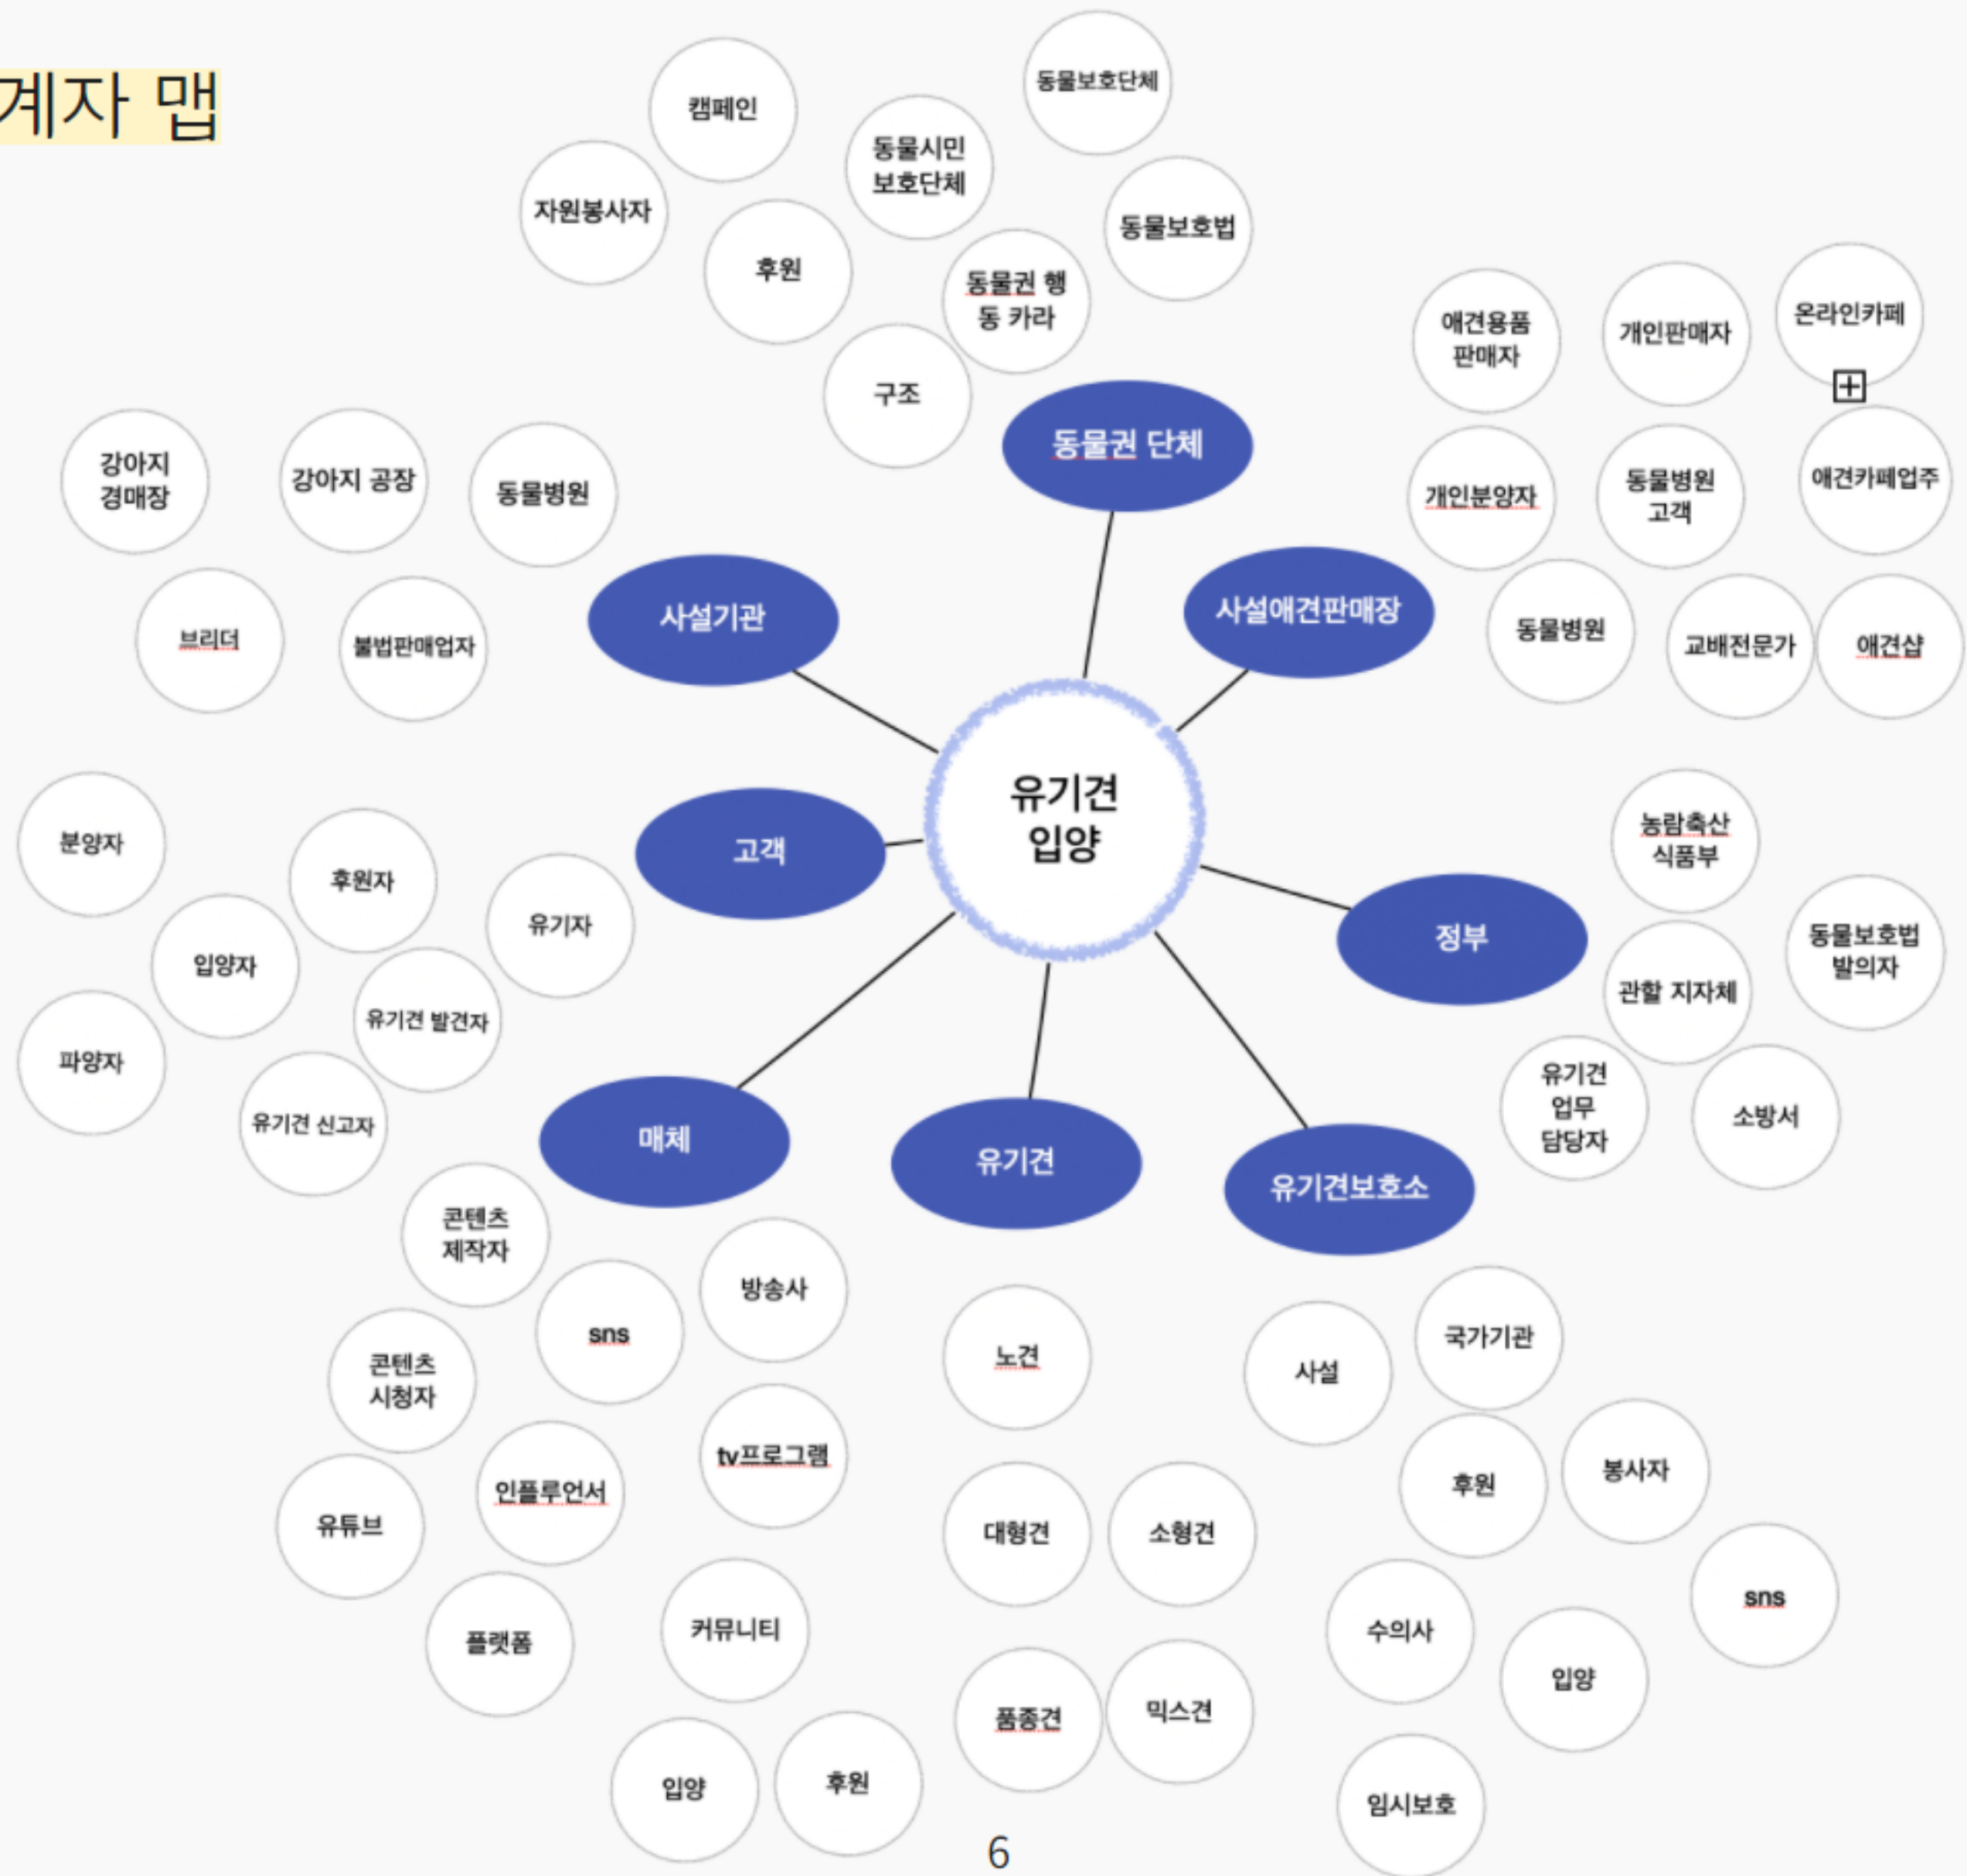 계자 맵
캠페인
동물보호단체
동물시민
보호단체
자원봉사자
후원
동물보호법
동물권 행
동 카라
구조
동물권 단체
애견용품
판매자
개인판매자
온라인카페
개인분양자
동물병원
고객
애견카페업주
동물병원
교배전문가
애견샵
사설애견판매장
강아지
경매장
강아지 공장
동물병원
브리더
불법판매업자
사설기관
유기견
입양
고객
분양자
후원자
유기자
입양자
유기견 발견자
파양자
유기견 신고자
정부
농람축산
식품부
동물보호법
발의자
관할 지자체
유기견
업무
담당자
소방서
매체
콘텐츠
제작자
방송사
sns
콘텐츠
시청자
tv프로그램
인플루언서
유튜브
플랫폼
커뮤니티
입양
후원
유기견
노견
대형견
소형견
품종견
믹스견
유기견보호소
사설
국가기관
후원
봉사자
sns
수의사
입양
임시보호
6